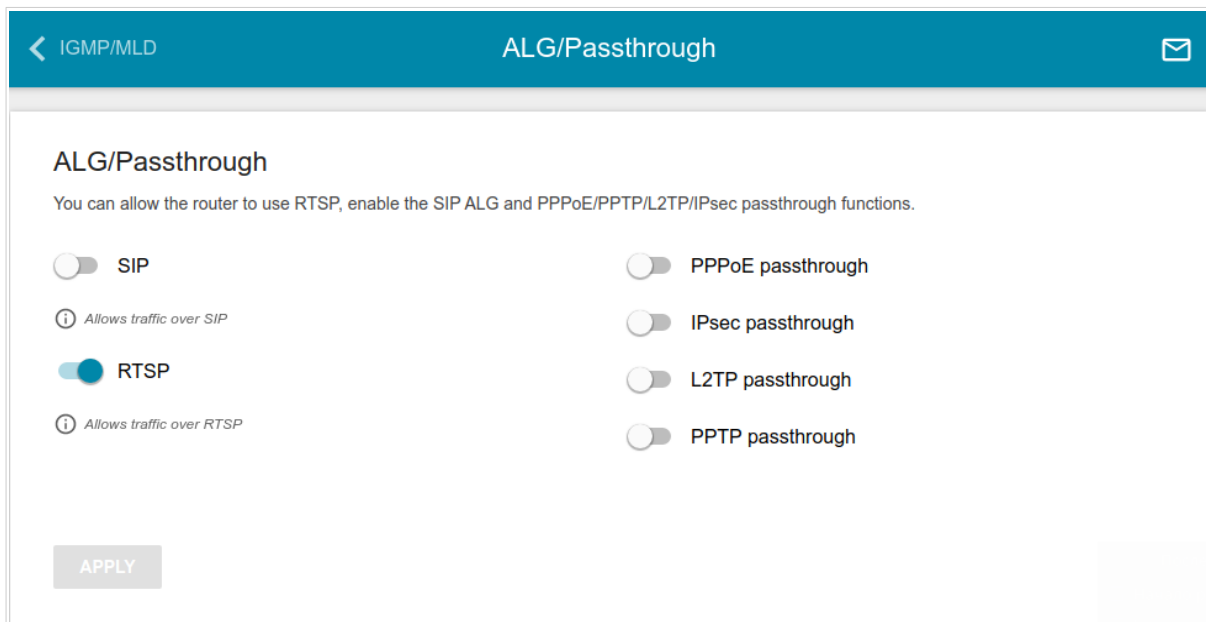 IGMP/MLD
ALG/Passthrough
ALG/Passthrough
You can allow the router to use RTSP, enable the SIP ALG and PPPoE/PPTP/L2TP/IPsec passthrough functions.
SIP
Allows traffic over SIP
RTSP
Allows traffic over RTSP
PPPoE passthrough
IPsec passthrough
L2TP passthrough
PPTP passthrough
APPLY